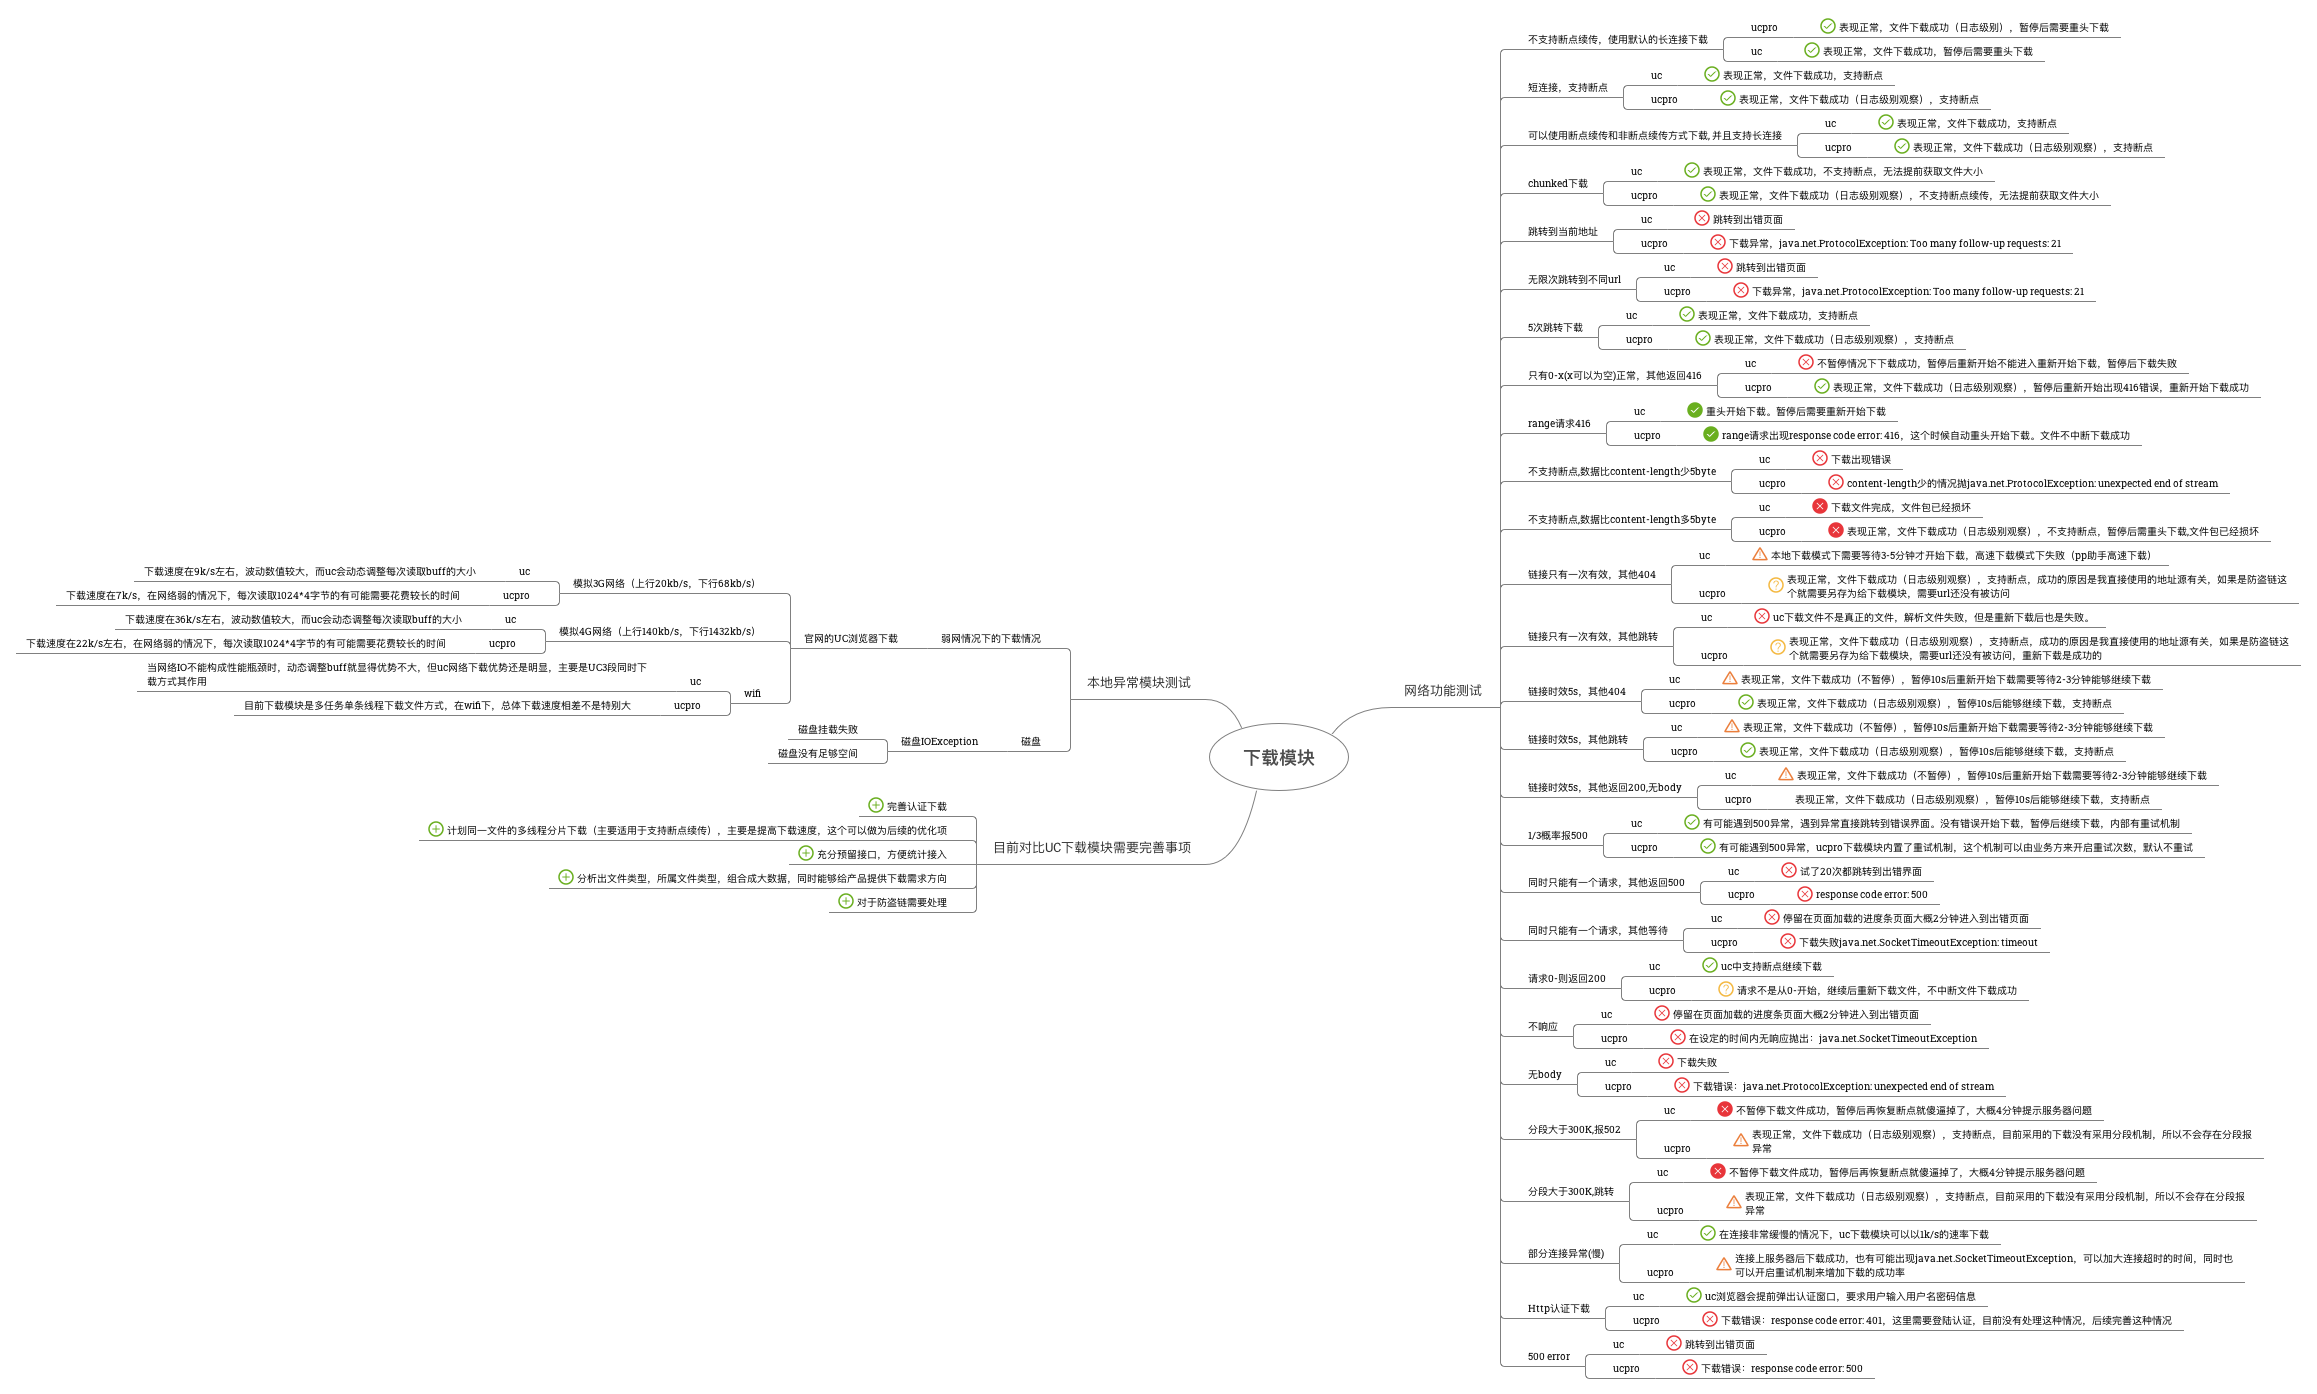 下载模块
网络功能测试
不支持断点续传，使用默认的长连接下载
ucpro
表现正常，文件下载成功（日志级别），暂停后需要重头下载
uc
表现正常，文件下载成功，暂停后需要重头下载
短连接，支持断点
uc
表现正常，文件下载成功，支持断点
ucpro
表现正常，文件下载成功（日志级别观察），支持断点
可以使用断点续传和非断点续传方式下载, 并且支持长连接
uc
表现正常，文件下载成功，支持断点
ucpro
表现正常，文件下载成功（日志级别观察），支持断点
chunked下载
uc
表现正常，文件下载成功，不支持断点，无法提前获取文件大小
ucpro
表现正常，文件下载成功（日志级别观察），不支持断点续传，无法提前获取文件大小
跳转到当前地址
uc
跳转到出错页面
ucpro
下载异常，java.net.ProtocolException: Too many follow-up requests: 21
无限次跳转到不同url
uc
跳转到出错页面
ucpro
下载异常，java.net.ProtocolException: Too many follow-up requests: 21
5次跳转下载
uc
表现正常，文件下载成功，支持断点
ucpro
表现正常，文件下载成功（日志级别观察），支持断点
只有0-x(x可以为空)正常，其他返回416
uc
不暂停情况下下载成功，暂停后重新开始不能进入重新开始下载，暂停后下载失败
ucpro
表现正常，文件下载成功（日志级别观察），暂停后重新开始出现416错误，重新开始下载成功
range请求416
uc
重头开始下载。暂停后需要重新开始下载
ucpro
range请求出现response code error: 416，这个时候自动重头开始下载。文件不中断下载成功
不支持断点,数据比content-length少5byte
uc
下载出现错误
ucpro
content-length少的情况抛java.net.ProtocolException: unexpected end of stream
不支持断点,数据比content-length多5byte
uc
下载文件完成，文件包已经损坏
ucpro
表现正常，文件下载成功（日志级别观察），不支持断点，暂停后需重头下载,文件包已经损坏
链接只有一次有效，其他404
uc
本地下载模式下需要等待3-5分钟才开始下载，高速下载模式下失败（pp助手高速下载）
ucpro
表现正常，文件下载成功（日志级别观察），支持断点，成功的原因是我直接使用的地址源有关，如果是防盗链这
个就需要另存为给下载模块，需要url还没有被访问
链接只有一次有效，其他跳转
uc
uc下载文件不是真正的文件，解析文件失败，但是重新下载后也是失败。
ucpro
表现正常，文件下载成功（日志级别观察），支持断点，成功的原因是我直接使用的地址源有关，如果是防盗链这
个就需要另存为给下载模块，需要url还没有被访问，重新下载是成功的
链接时效5s，其他404
uc
表现正常，文件下载成功（不暂停），暂停10s后重新开始下载需要等待2-3分钟能够继续下载
ucpro
表现正常，文件下载成功（日志级别观察），暂停10s后能够继续下载，支持断点
链接时效5s，其他跳转
uc
表现正常，文件下载成功（不暂停），暂停10s后重新开始下载需要等待2-3分钟能够继续下载
ucpro
表现正常，文件下载成功（日志级别观察），暂停10s后能够继续下载，支持断点
链接时效5s，其他返回200,无body
uc
表现正常，文件下载成功（不暂停），暂停10s后重新开始下载需要等待2-3分钟能够继续下载
ucpro
表现正常，文件下载成功（日志级别观察），暂停10s后能够继续下载，支持断点
1/3概率报500
uc
有可能遇到500异常，遇到异常直接跳转到错误界面。没有错误开始下载，暂停后继续下载，内部有重试机制
ucpro
有可能遇到500异常，ucpro下载模块内置了重试机制，这个机制可以由业务方来开启重试次数，默认不重试
同时只能有一个请求，其他返回500
uc
试了20次都跳转到出错界面
ucpro
response code error: 500
同时只能有一个请求，其他等待
uc
停留在页面加载的进度条页面大概2分钟进入到出错页面
ucpro
下载失败java.net.SocketTimeoutException: timeout
请求0-则返回200
uc
uc中支持断点继续下载
ucpro
请求不是从0-开始，继续后重新下载文件，不中断文件下载成功
不响应
uc
停留在页面加载的进度条页面大概2分钟进入到出错页面
ucpro
在设定的时间内无响应抛出：java.net.SocketTimeoutException
无body
uc
下载失败
ucpro
下载错误：java.net.ProtocolException: unexpected end of stream
分段大于300K,报502
uc
不暂停下载文件成功，暂停后再恢复断点就傻逼掉了，大概4分钟提示服务器问题
ucpro
表现正常，文件下载成功（日志级别观察），支持断点，目前采用的下载没有采用分段机制，所以不会存在分段报
异常
分段大于300K,跳转
uc
不暂停下载文件成功，暂停后再恢复断点就傻逼掉了，大概4分钟提示服务器问题
ucpro
表现正常，文件下载成功（日志级别观察），支持断点，目前采用的下载没有采用分段机制，所以不会存在分段报
异常
部分连接异常(慢)
uc
在连接非常缓慢的情况下，uc下载模块可以以1k/s的速率下载
ucpro
连接上服务器后下载成功，也有可能出现java.net.SocketTimeoutException，可以加大连接超时的时间，同时也
可以开启重试机制来增加下载的成功率
Http认证下载
uc
uc浏览器会提前弹出认证窗口，要求用户输入用户名密码信息
ucpro
下载错误：response code error: 401，这里需要登陆认证，目前没有处理这种情况，后续完善这种情况
500 error
uc
跳转到出错页面
ucpro
下载错误：response code error: 500
本地异常模块测试
弱网情况下的下载情况
官网的UC浏览器下载
模拟3G网络（上行20kb/s，下行68kb/s）
uc
下载速度在9k/s左右，波动数值较大，而uc会动态调整每次读取buff的大小
ucpro
下载速度在7k/s，在网络弱的情况下，每次读取1024*4字节的有可能需要花费较长的时间
模拟4G网络（上行140kb/s，下行1432kb/s）
uc
下载速度在36k/s左右，波动数值较大，而uc会动态调整每次读取buff的大小
ucpro
下载速度在22k/s左右，在网络弱的情况下，每次读取1024*4字节的有可能需要花费较长的时间
wifi
uc
当网络IO不能构成性能瓶颈时，动态调整buff就显得优势不大，但uc网络下载优势还是明显，主要是UC3段同时下
载方式其作用
ucpro
目前下载模块是多任务单条线程下载文件方式，在wifi下，总体下载速度相差不是特别大
磁盘
磁盘IOException
磁盘挂载失败
磁盘没有足够空间
目前对比UC下载模块需要完善事项
完善认证下载
计划同一文件的多线程分片下载（主要适用于支持断点续传），主要是提高下载速度，这个可以做为后续的优化项
充分预留接口，方便统计接入
分析出文件类型，所属文件类型，组合成大数据，同时能够给产品提供下载需求方向
对于防盗链需要处理